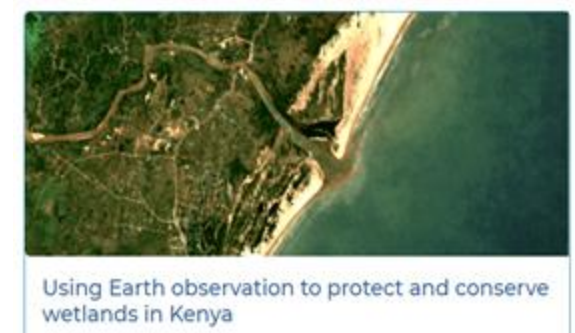 Using Earth observation to protect and conserve
wetlands in Kenya